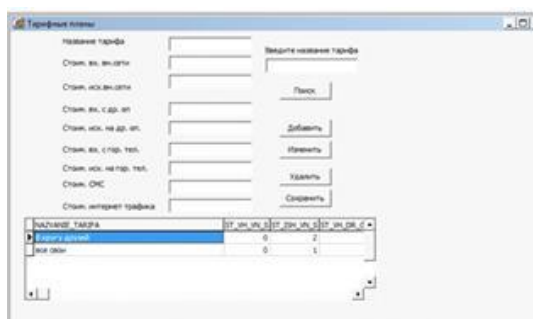 Тарифные планы
Название тарифа
Введите название тарифа
Стоим. вх. вн.сети
Стоим. исх.вн.сети
Поиск
Стоим. вх. с др. оп
Стоим. исх. на др. оп.
Добавить
Стоим. вх. с гор. тел.
Изменить
Стоим. исх. на гор. тел.
Удалить
Стоим. СМС
Стоим. интернет трафика
Сохранить
NAZVANIE_TARIFA ST_VH_VN_S ST_ISH_VN_S ST_VH_DR_O
0 2
все свои 0 1